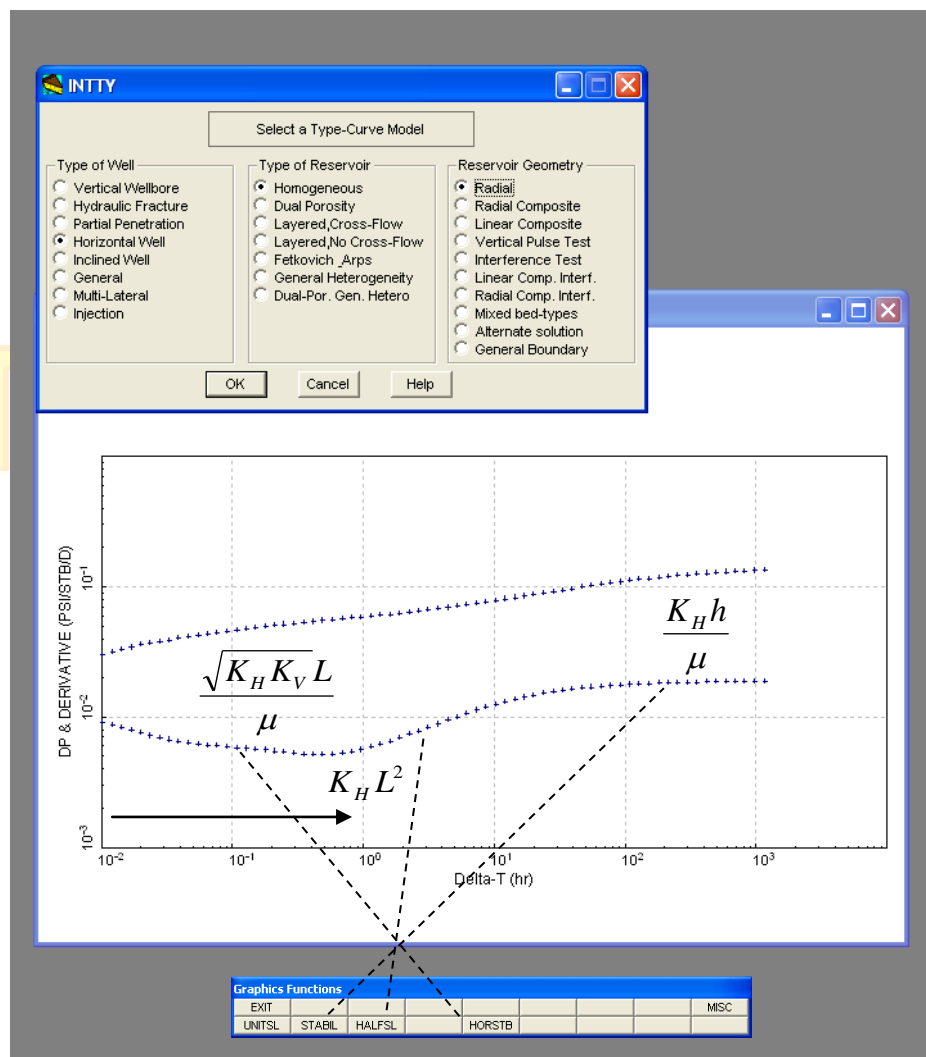 INTTY
Select a Type-Curve Model
Type of Well
Vertical Wellbore
Hydraulic Fracture
Partial Penetration
Horizontal Well
Inclined Well
General
Multi-Lateral
Injection
Type of Reservoir
Homogeneous
Dual Porosity
Layered,Cross-Flow
Layered,No Cross-Flow
Fetkovich _Arps
General Heterogeneity
Dual-Por. Gen. Hetero
Reservoir Geometry
Radial
Radial Composite
Linear Composite
Vertical Pulse Test
Interference Test
Linear Comp. Interf.
Radial Comp. Interf.
Mixed bed-types
Alternate solution
General Boundary
OK Cancel Help
DP & DERIVATIVE (PSI/STB/D)
10⁻¹
10⁻²
10⁻³
√K_H K_V L
μ
K_H L²
K_H h
μ
10⁻² 10⁻¹ 10⁰ 10¹ 10² 10³
Delta-T (hr)
Graphics Functions
EXIT MISC
UNITSL STABIL HALFSL HORSTB